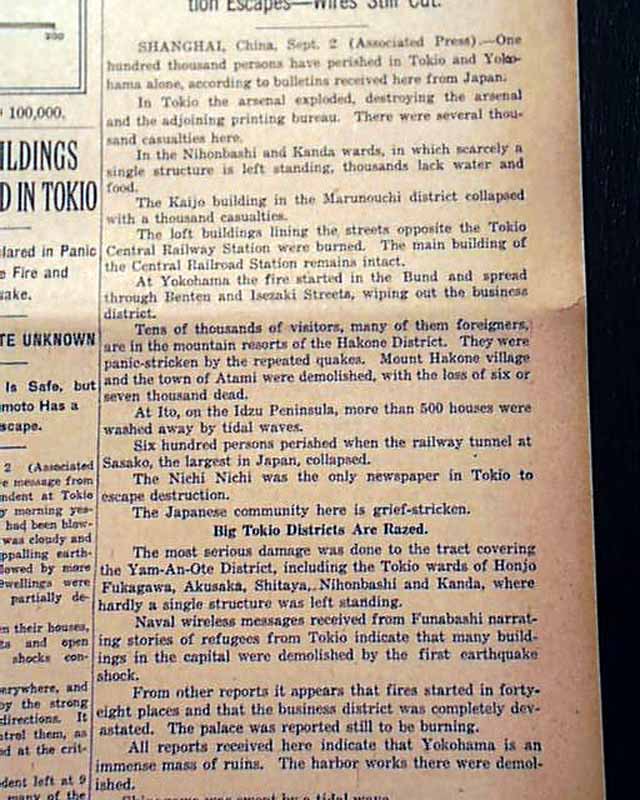 tion Escapes—Wires Still Cut.
200
100,000.
ILDINGS
D IN TOKIO
lared in Panic
e Fire and
ake.
TE UNKNOWN
Is Safe, but
moto Has a
scape.
2 (Associated
e message from
ndent at Tokio
y morning yes-
had been blow-
was cloudy and
ppalling earth-
lowed by more
ewellings were
partially de-
en their houses,
and open
shocks con-
erywhere, and
by the strong
directions. It
ntrol them, as
ed at the crit-
dent left at 9
many of the
SHANGHAI, China, Sept. 2 (Associated Press).—One
hundred thousand persons have perished in Tokio and Yoko-
hama alone, according to bulletins received here from Japan.
In Tokio the arsenal exploded, destroying the arsenal
and the adjoining printing bureau. There were several thou-
sand casualties here.
In the Nihonbashi and Kanda wards, in which scarcely a
single structure is left standing, thousands lack water and
food.
The Kaijo building in the Marunouchi district collapsed
with a thousand casualties.
The loft buildings lining the streets opposite the Tokio
Central Railway Station were burned. The main building of
the Central Railroad Station remains intact.
At Yokohama the fire started in the Bund and spread
through Benten and Isezaki Streets, wiping out the business
district.
Tens of thousands of visitors, many of them foreigners,
are in the mountain resorts of the Hakone District. They were
panic-stricken by the repeated quakes. Mount Hakone village
and the town of Atami were demolished, with the loss of six or
seven thousand dead.
At Ito, on the Idzu Peninsula, more than 500 houses were
washed away by tidal waves.
Six hundred persons perished when the railway tunnel at
Sasako, the largest in Japan, collapsed.
The Nichi Nichi was the only newspaper in Tokio to
escape destruction.
The Japanese community here is grief-stricken.
Big Tokio Districts Are Razed.
The most serious damage was done to the tract covering
the Yam-An-Ote District, including the Tokio wards of Honjo
Fukagawa, Akusaka, Shitaya, Nihonbashi and Kanda, where
hardly a single structure was left standing.
Naval wireless messages received from Funabashi narrat-
ing stories of refugees from Tokio indicate that many build-
ings in the capital were demolished by the first earthquake
shock.
From other reports it appears that fires started in forty-
eight places and that the business district was completely dev-
astated. The palace was reported still to be burning.
All reports received here indicate that Yokohama is an
immense mass of ruins. The harbor works there were demol-
ished.
was swept by a tidal wave